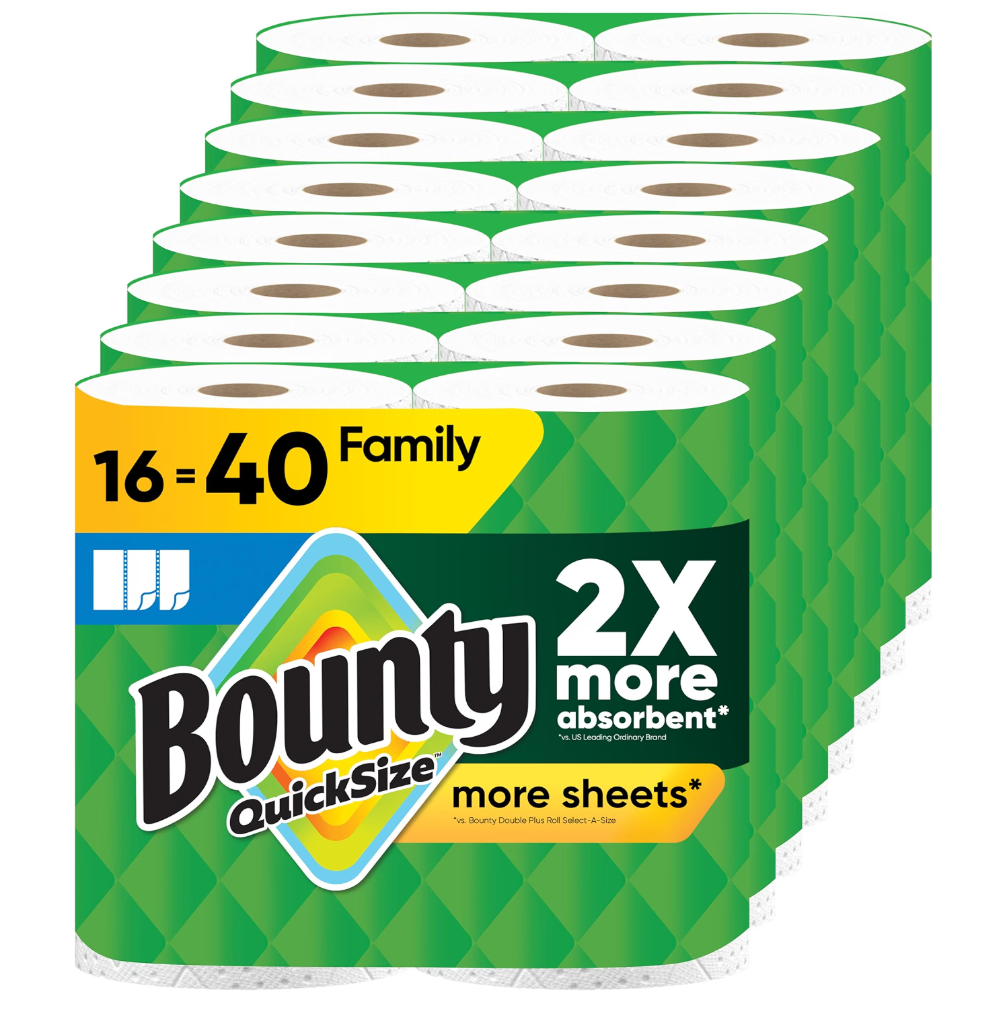 16 = 40 Family
2X
more
absorbent*
*vs. US Leading Ordinary Brand
Bounty
QuickSize™
more sheets*
*vs. Bounty Double Plus Roll Select-A-Size